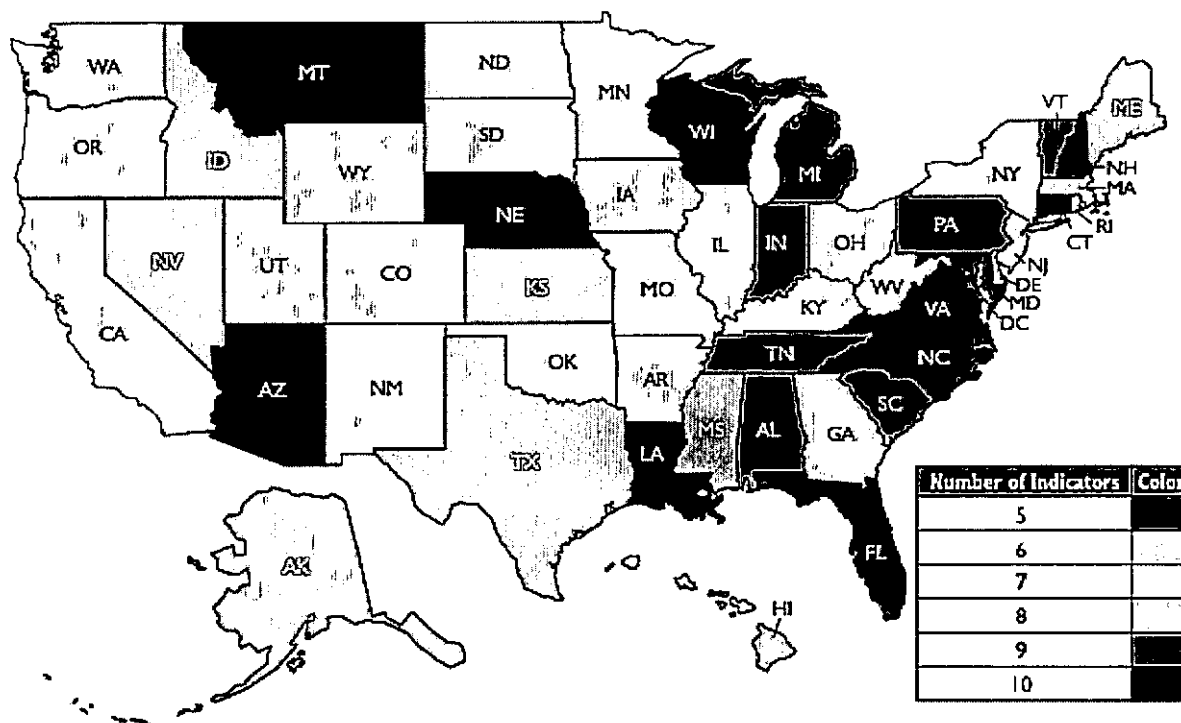 WA
MT
ND
MN
VT
ME
OR
ID
SD
WI
MI
NY
NH
WY
IA
MA
NE
PA
RI
NV
UT
CO
IL
IN
OH
CT
NJ
CA
KS
MO
WV
DE
KY
VA
MD
DC
AZ
NM
OK
TN
NC
AR
SC
TX
LA
MS
AL
GA
Number of Indicators Color
5
AK
FL
6
HI
7
8
9
10